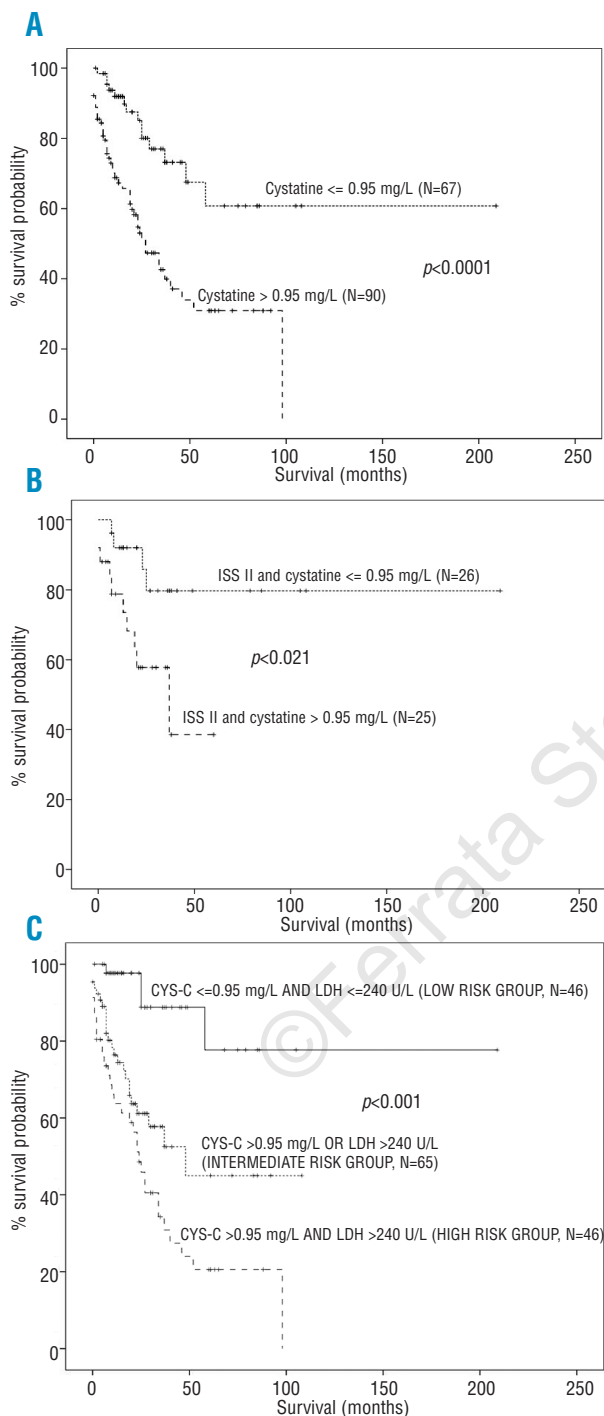 A
100
80
60
40
20
0
% survival probability
Cystatine <= 0.95 mg/L (N=67)
p<0.0001
Cystatine > 0.95 mg/L (N=90)
0 50 100 150 200 250
Survival (months)
B
100
80
60
40
20
0
% survival probability
ISS II and cystatine <= 0.95 mg/L (N=26)
p<0.021
ISS II and cystatine > 0.95 mg/L (N=25)
0 50 100 150 200 250
Survival (months)
C
100
80
60
40
20
0
% survival probability
CYS-C <=0.95 mg/L AND LDH <=240 U/L (LOW RISK GROUP, N=46)
p<0.001
CYS-C >0.95 mg/L OR LDH >240 U/L
(INTERMEDIATE RISK GROUP, N=65)
CYS-C >0.95 mg/L AND LDH >240 U/L (HIGH RISK GROUP, N=46)
0 50 100 150 200 250
Survival (months)
©Ferrata